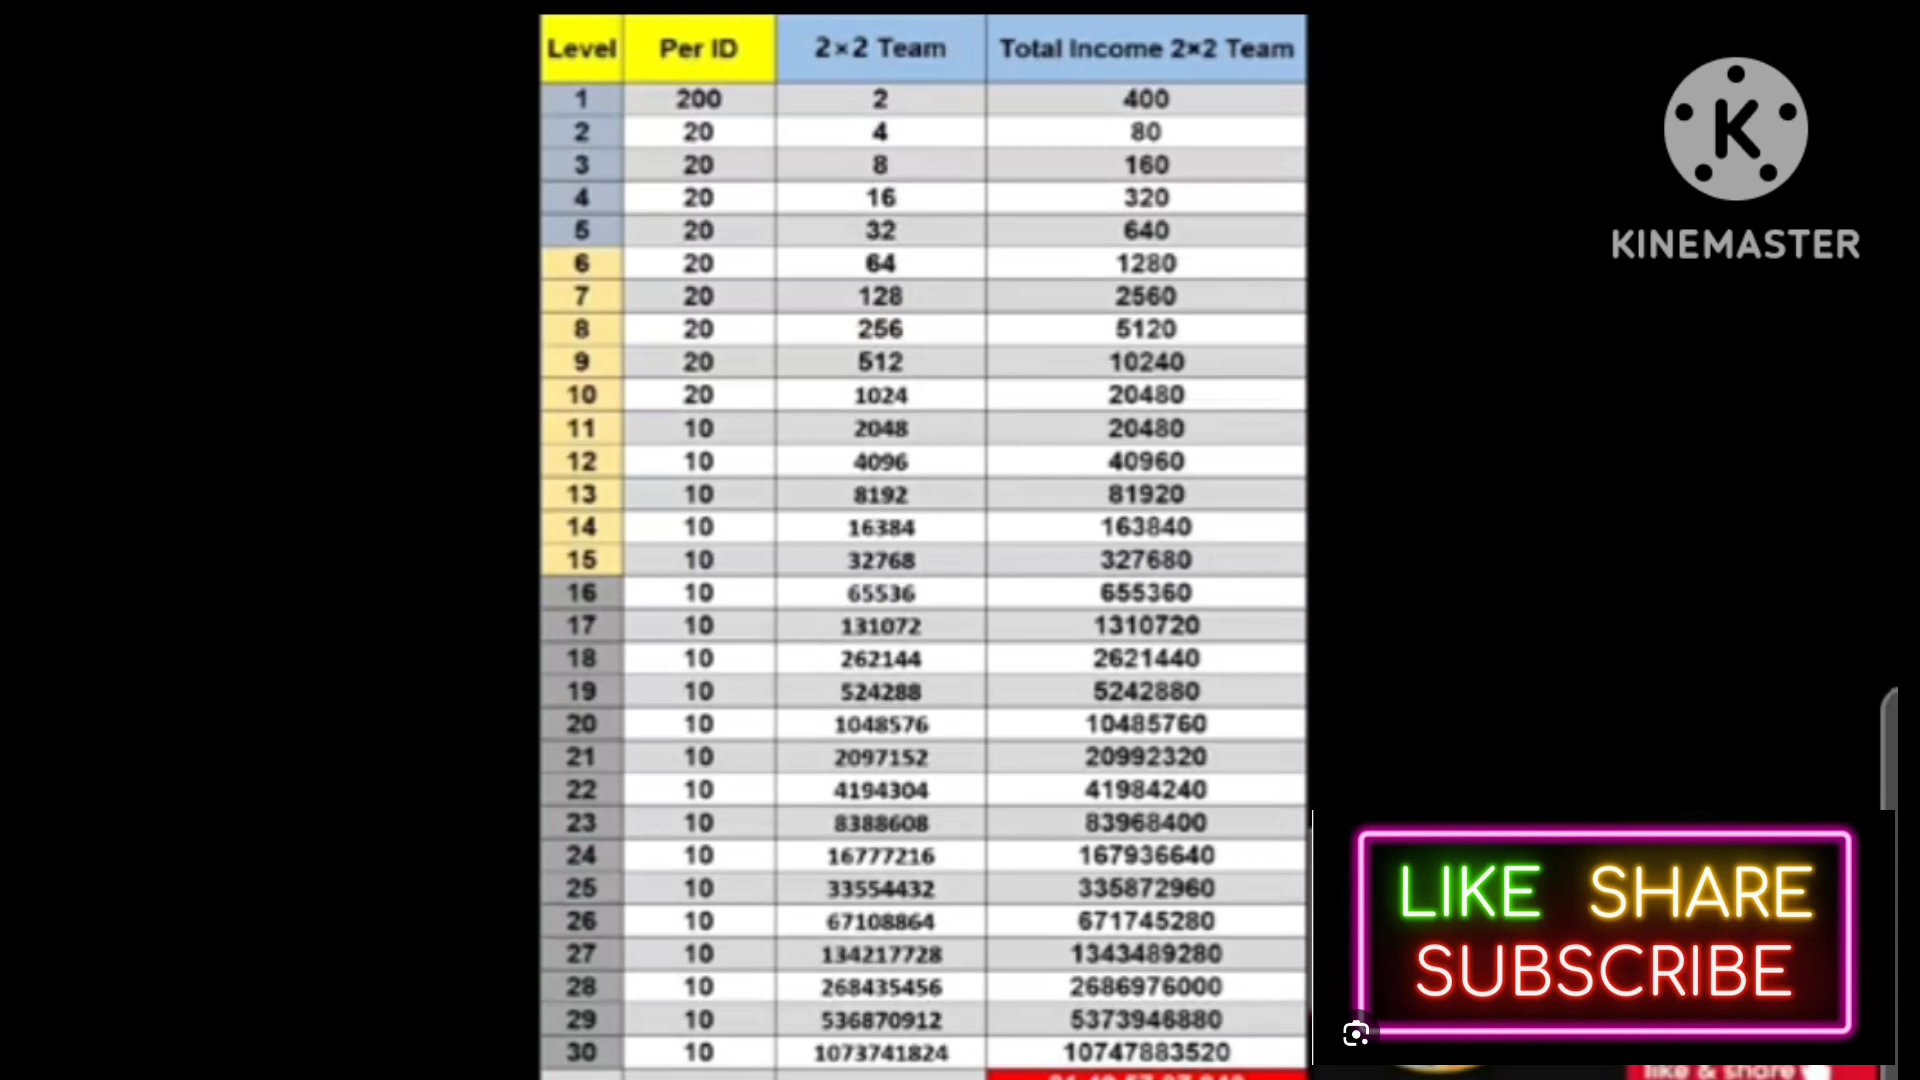 Level Per ID 2×2 Team Total Income 2×2 Team
1 200 2 400
2 20 4 80
3 20 8 160
4 20 16 320
5 20 32 640
6 20 64 1280
7 20 128 2560
8 20 256 5120
9 20 512 10240
10 20 1024 20480
11 10 2048 20480
12 10 4096 40960
13 10 8192 81920
14 10 16384 163840
15 10 32768 327680
16 10 65536 655360
17 10 131072 1310720
18 10 262144 2621440
19 10 524288 5242880
20 10 1048576 10485760
21 10 2097152 20992320
22 10 4194304 41984240
23 10 8388608 83968400
24 10 16777216 167936640
25 10 33554432 335872960
26 10 67108864 671745280
27 10 134217728 1343489280
28 10 268435456 2686976000
29 10 536870912 5373946880
30 10 1073741824 10747883520
K
KINEMASTER
LIKE SHARE
SUBSCRIBE
like & share